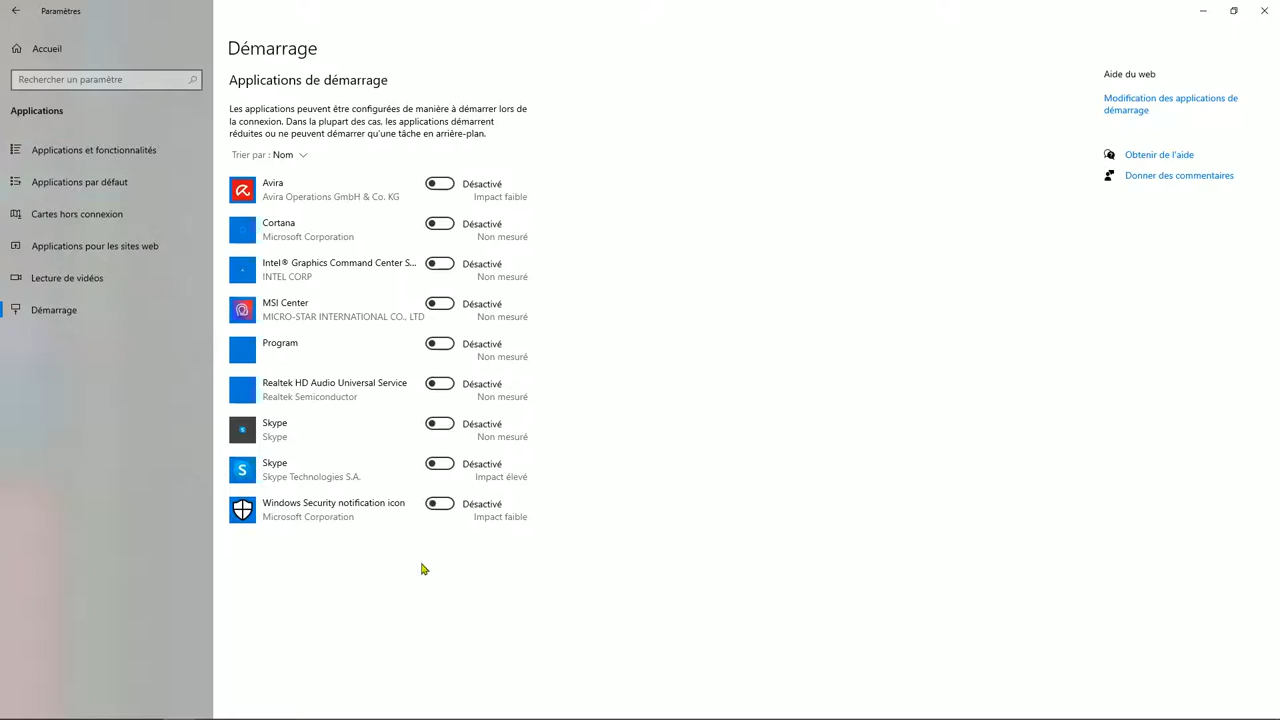 Paramètres
Accueil
Rechercher un paramètre
Applications
Applications et fonctionnalités
Applications par défaut
Cartes hors connexion
Applications pour les sites web
Lecture de vidéos
Démarrage
Démarrage
Applications de démarrage
Les applications peuvent être configurées de manière à démarrer lors de
la connexion. Dans la plupart des cas, les applications démarrent
réduites ou ne peuvent démarrer qu'une tâche en arrière-plan.
Trier par : Nom
Avira Désactivé
Avira Operations GmbH & Co. KG Impact faible
Cortana Désactivé
Microsoft Corporation Non mesuré
Intel® Graphics Command Center S... Désactivé
INTEL CORP Non mesuré
MSI Center Désactivé
MICRO-STAR INTERNATIONAL CO., LTD Non mesuré
Program Désactivé
Non mesuré
Realtek HD Audio Universal Service Désactivé
Realtek Semiconductor Non mesuré
Skype Désactivé
Skype Non mesuré
Skype Désactivé
Skype Technologies S.A. Impact élevé
Windows Security notification icon Désactivé
Microsoft Corporation Impact faible
Aide du web
Modification des applications de
démarrage
Obtenir de l'aide
Donner des commentaires